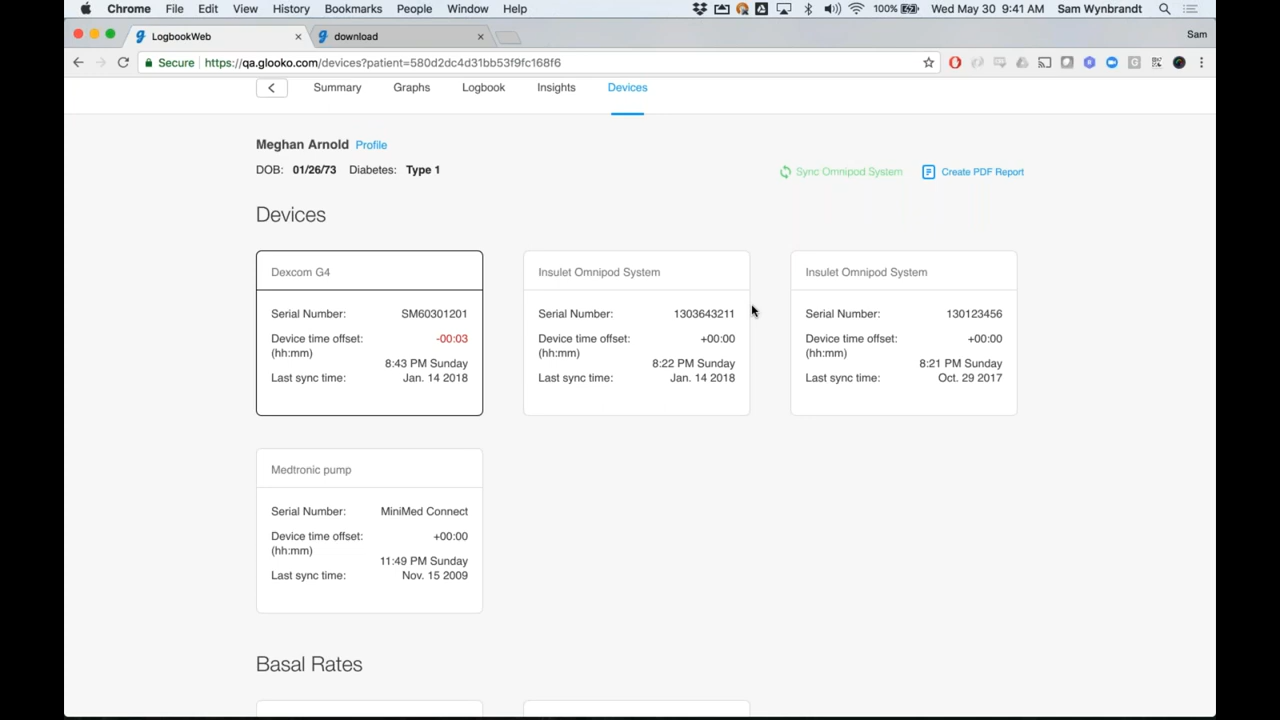 Chrome File Edit View History Bookmarks People Window Help 100% Wed May 30 9:41 AM Sam Wynbrandt
LogbookWeb × download × Sam
Secure https://qa.glooko.com/devices?patient=580d2dc4d31bb53f9fc168f6
Summary Graphs Logbook Insights Devices
Meghan Arnold Profile
DOB: 01/26/73 Diabetes: Type 1
Sync Omnipod System Create PDF Report
Devices
Dexcom G4
Serial Number: SM60301201
Device time offset: -00:03
(hh:mm)
8:43 PM Sunday
Last sync time: Jan. 14 2018
Insulet Omnipod System
Serial Number: 1303643211
Device time offset: +00:00
(hh:mm)
8:22 PM Sunday
Last sync time: Jan. 14 2018
Insulet Omnipod System
Serial Number: 130123456
Device time offset: +00:00
(hh:mm)
8:21 PM Sunday
Last sync time: Oct. 29 2017
Medtronic pump
Serial Number: MiniMed Connect
Device time offset: +00:00
(hh:mm)
11:49 PM Sunday
Last sync time: Nov. 15 2009
Basal Rates